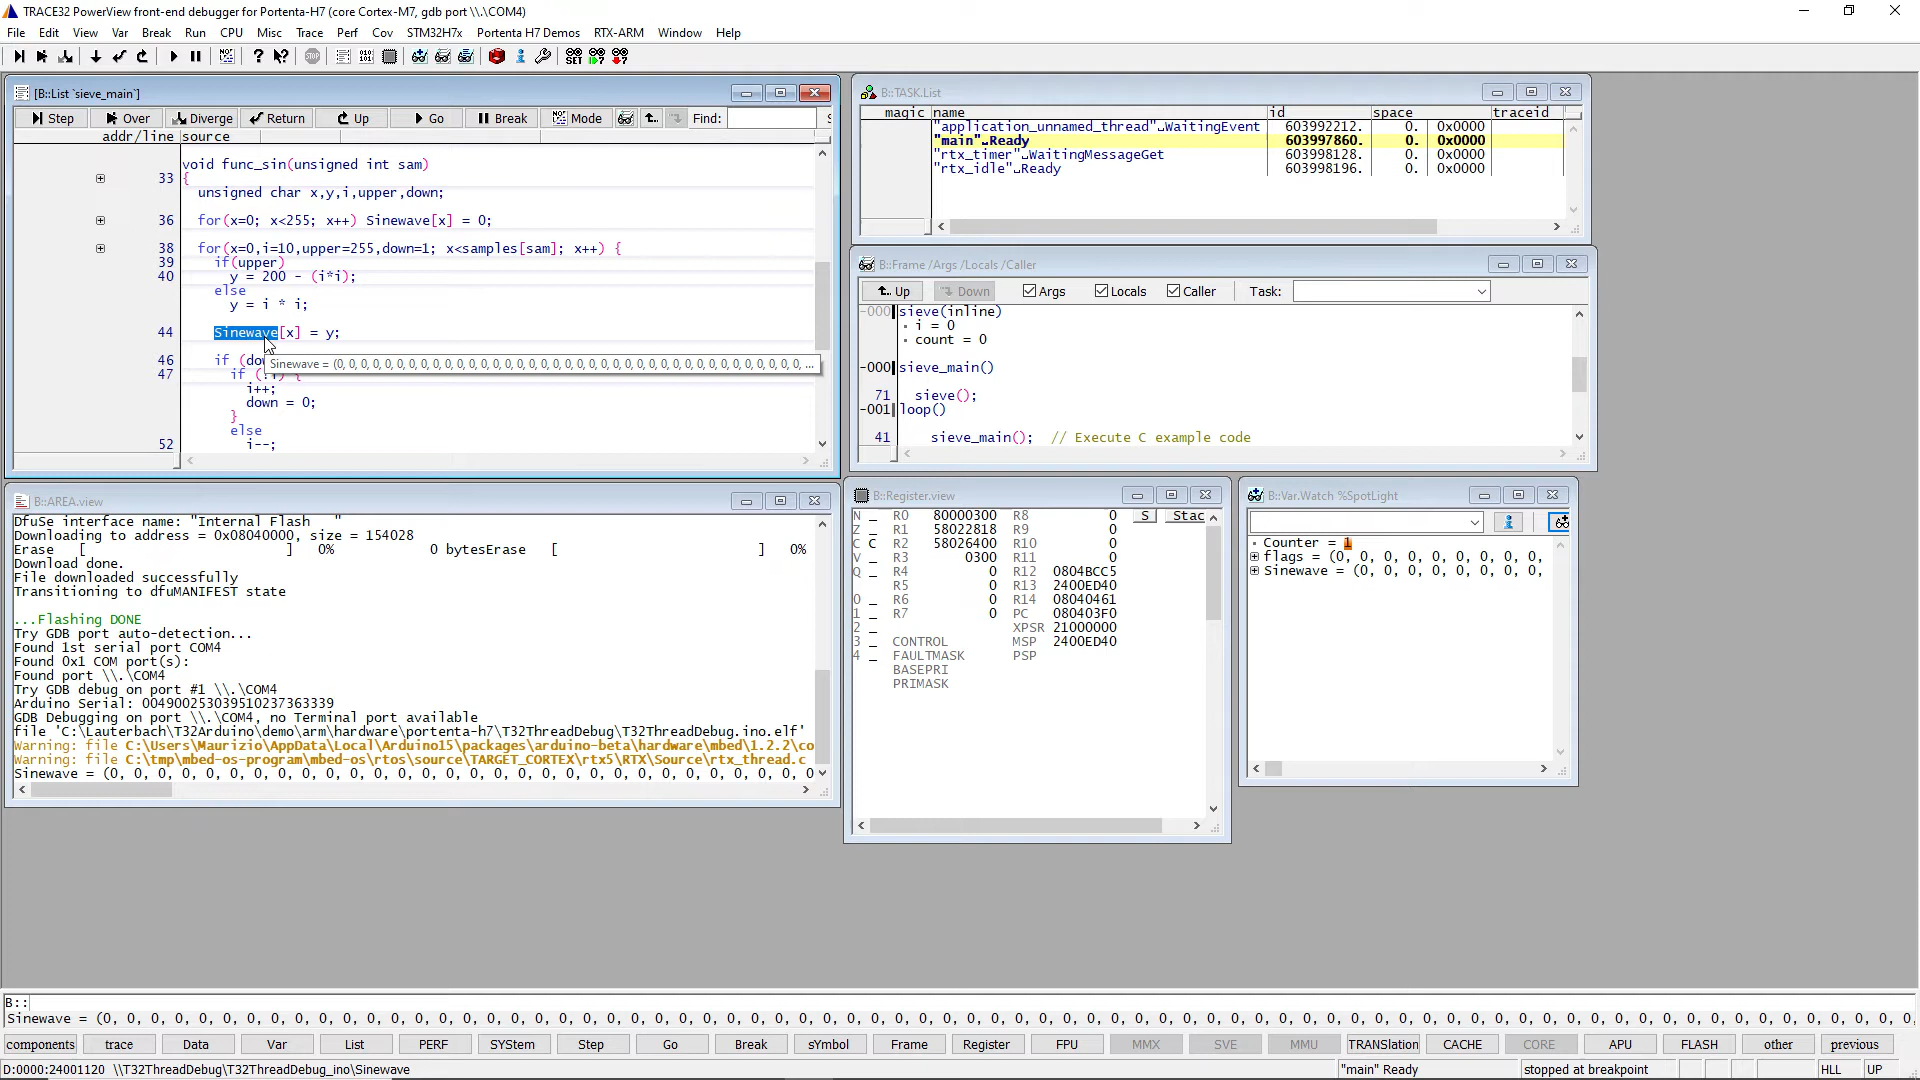 TRACE32 PowerView front-end debugger for Portenta-H7 (core Cortex-M7, gdb port \\.\COM4)
File Edit View Var Break Run CPU Misc Trace Perf Cov STM32H7x Portenta H7 Demos RTX-ARM Window Help
[B::List `sieve_main`]
Step Over Diverge Return Up Go Break Mode Find:
addr/line source
void func_sin(unsigned int sam)
33 {
unsigned char x,y,i,upper,down;
36 for(x=0; x<255; x++) Sinewave[x] = 0;
38 for(x=0,i=10,upper=255,down=1; x<samples[sam]; x++) {
39 if(upper)
40 y = 200 - (i*i);
else
y = i * i;
44 Sinewave[x] = y;
46 if (do
Sinewave = (0, 0, 0, 0, 0, 0, 0, 0, 0, 0, 0, 0, 0, 0, 0, 0, 0, 0, 0, 0, 0, 0, 0, 0, 0, 0, 0, 0, 0, 0, 0, 0, 0, 0, 0, 0, 0, 0, 0, ...
47 if (!i) {
i++;
down = 0;
}
else
52 i--;
B::TASK.List
magic name id space traceid
"application_unnamed_thread"␣WaitingEvent 603992212. 0. 0x0000
"main"␣Ready 603997860. 0. 0x0000
"rtx_timer"␣WaitingMessageGet 603998128. 0. 0x0000
"rtx_idle"␣Ready 603998196. 0. 0x0000
B::Frame /Args /Locals /Caller
Up Down Args Locals Caller Task:
-000 sieve(inline)
i = 0
count = 0
-000 sieve_main()
71 sieve();
-001 loop()
41 sieve_main(); // Execute C example code
B::AREA.view
DfuSe interface name: "Internal Flash "
Downloading to address = 0x08040000, size = 154028
Erase [ ] 0% 0 bytesErase [ ] 0%
Download done.
File downloaded successfully
Transitioning to dfuMANIFEST state
...Flashing DONE
Try GDB port auto-detection...
Found 1st serial port COM4
Found 0x1 COM port(s):
Found port \\.\COM4
Try GDB debug on port #1 \\.\COM4
Arduino Serial: 004900253039510237363339
GDB Debugging on port \\.\COM4, no Terminal port available
file 'C:\Lauterbach\T32Arduino\demo\arm\hardware\portenta-h7\T32ThreadDebug\T32ThreadDebug.ino.elf'
Warning: file C:\Users\Maurizio\AppData\Local\Arduino15\packages\arduino-beta\hardware\mbed\1.2.2\co
Warning: file C:\tmp\mbed-os-program\mbed-os\rtos\source\TARGET_CORTEX\rtx5\RTX\Source\rtx_thread.c
Sinewave = (0, 0, 0, 0, 0, 0, 0, 0, 0, 0, 0, 0, 0, 0, 0, 0, 0, 0, 0, 0, 0, 0, 0, 0, 0, 0, 0, 0, 0, 0
B::Register.view
N _ R0 80000300 R8 0 S Stac
Z _ R1 58022818 R9 0
C C R2 58026400 R10 0
V _ R3 0300 R11 0
Q _ R4 0 R12 0804BCC5
R5 0 R13 2400ED40
0 _ R6 0 R14 08040461
1 _ R7 0 PC 080403F0
2 _ XPSR 21000000
3 _ CONTROL MSP 2400ED40
4 _ FAULTMASK PSP
BASEPRI
PRIMASK
B::Var.Watch %SpotLight
Counter = 1
flags = (0, 0, 0, 0, 0, 0, 0, 0, 0,
Sinewave = (0, 0, 0, 0, 0, 0, 0, 0,
B::
Sinewave = (0, 0, 0, 0, 0, 0, 0, 0, 0, 0, 0, 0, 0, 0, 0, 0, 0, 0, 0, 0, 0, 0, 0, 0, 0, 0, 0, 0, 0, 0, 0, 0, 0, 0, 0, 0, 0, 0, 0, 0, 0, 0, 0, 0, 0, 0, 0, 0, 0, 0, 0, 0, 0, 0, 0, 0, 0, 0, 0, 0, 0, 0, 0, 0, 0, 0, 0, 0, 0, 0, 0, 0, 0, 0, 0, 0,
components trace Data Var List PERF SYStem Step Go Break sYmbol Frame Register FPU MMX SVE MMU TRANSlation CACHE CORE APU FLASH other previous
D:0000:24001120 \\T32ThreadDebug\T32ThreadDebug_ino\Sinewave "main" Ready stopped at breakpoint HLL UP